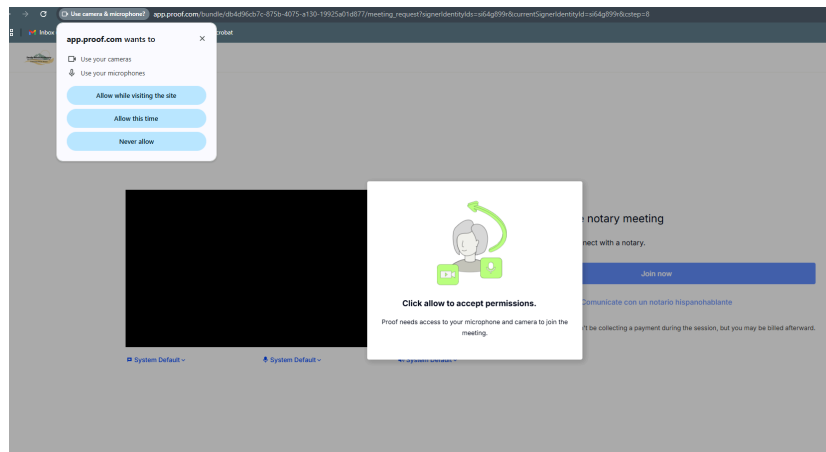 Use camera & microphone? app.proof.com/bundle/db4d96cb7c-875b-4075-a130-19925a01d877/meeting_request?signerIdentityIds=si64g899r&currentSignerIdentityId=si64g899r&cstep=8
Inbox
crobat
app.proof.com wants to
Use your cameras
Use your microphones
Allow while visiting the site
Allow this time
Never allow
notary meeting
nect with a notary.
Join now
Comunícate con un notario hispanohablante
't be collecting a payment during the session, but you may be billed afterward.
Click allow to accept permissions.
Proof needs access to your microphone and camera to join the
meeting.
System Default
System Default
System Default